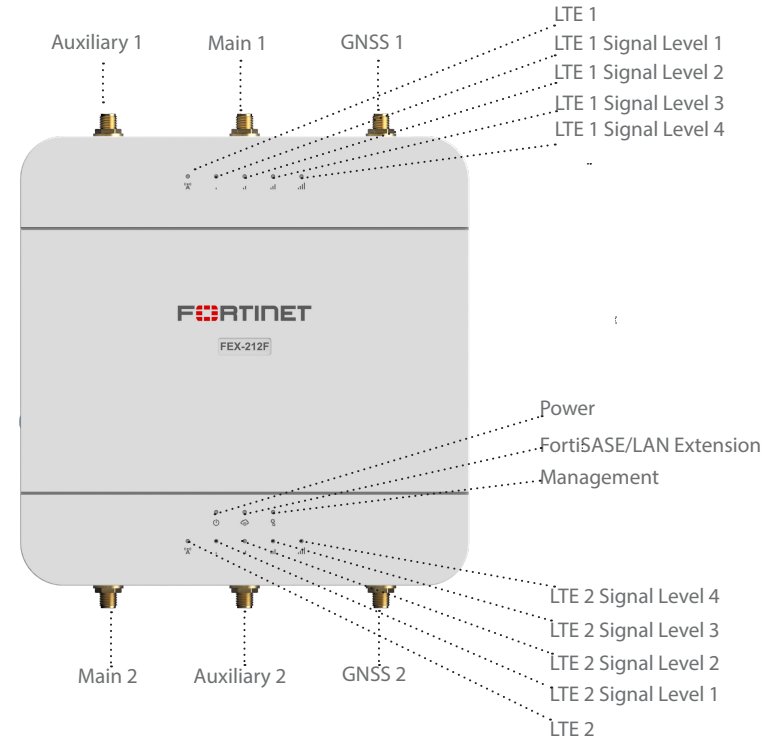 LTE 1
Auxiliary 1
Main 1
GNSS 1
LTE 1 Signal Level 1
LTE 1 Signal Level 2
LTE 1 Signal Level 3
LTE 1 Signal Level 4
FORTINET
FEX-212F
Power
FortiSASE/LAN Extension
Management
LTE 2 Signal Level 4
LTE 2 Signal Level 3
LTE 2 Signal Level 2
LTE 2 Signal Level 1
LTE 2
Main 2
Auxiliary 2
GNSS 2